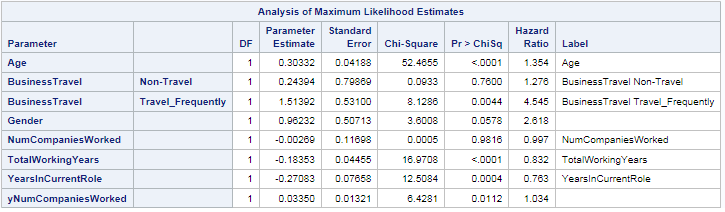 Analysis of Maximum Likelihood Estimates
Parameter DF Parameter Estimate Standard Error Chi-Square Pr > ChiSq Hazard Ratio Label
Age 1 0.30332 0.04188 52.4655 <.0001 1.354 Age
BusinessTravel Non-Travel 1 0.24394 0.79869 0.0933 0.7600 1.276 BusinessTravel Non-Travel
BusinessTravel Travel_Frequently 1 1.51392 0.53100 8.1286 0.0044 4.545 BusinessTravel Travel_Frequently
Gender 1 0.96232 0.50713 3.6008 0.0578 2.618
NumCompaniesWorked 1 -0.00269 0.11698 0.0005 0.9816 0.997 NumCompaniesWorked
TotalWorkingYears 1 -0.18353 0.04455 16.9708 <.0001 0.832 TotalWorkingYears
YearsInCurrentRole 1 -0.27083 0.07658 12.5084 0.0004 0.763 YearsInCurrentRole
yNumCompaniesWorked 1 0.03350 0.01321 6.4281 0.0112 1.034